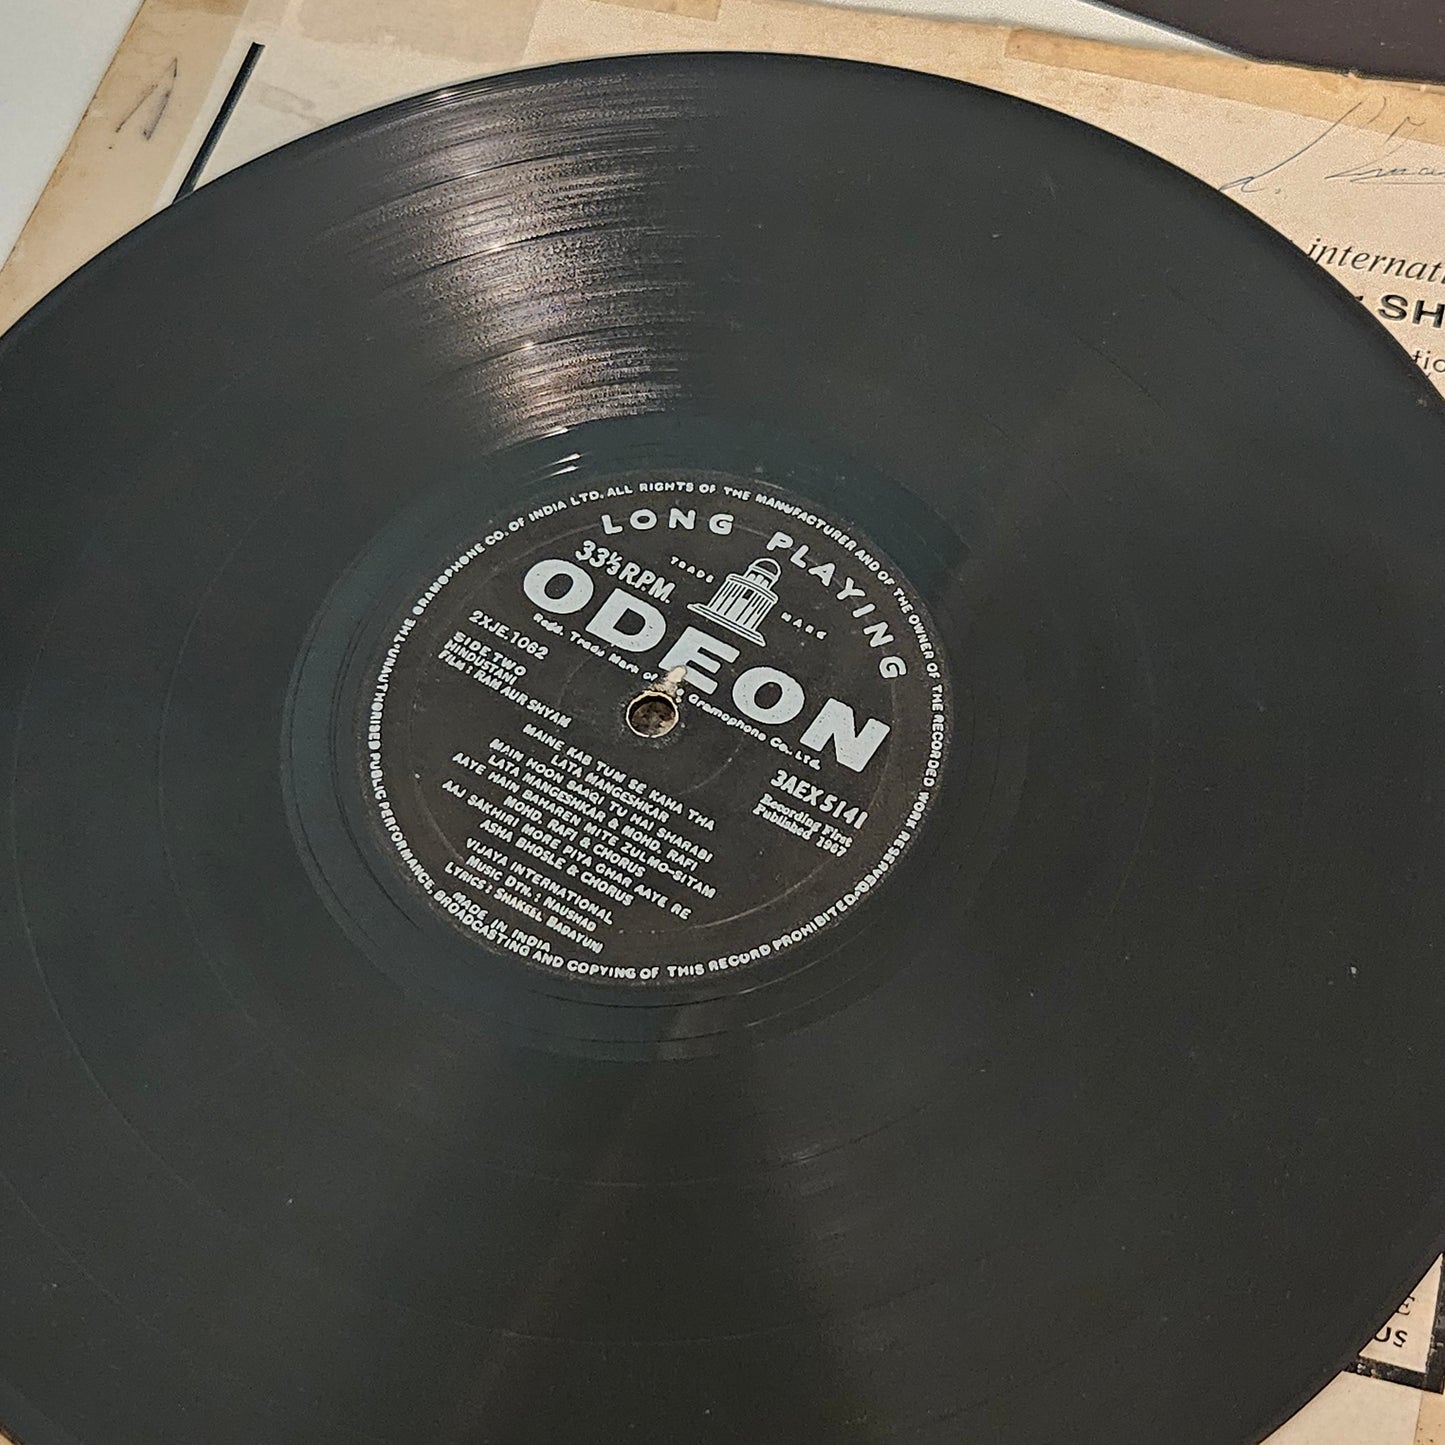 THE GRAMOPHONE CO. OF INDIA LTD. ALL RIGHTS OF THE MANUFACTURER AND OF THE OWNER OF THE RECORDED WORK RESERVED
UNAUTHORISED PUBLIC PERFORMANCE, BROADCASTING AND COPYING OF THIS RECORD PROHIBITED
LONG PLAYING
33⅓ R.P.M.
TRADE MARK
ODEON
Regd. Trade Mark of The Gramophone Co., Ltd.
2XJE.1062
SIDE TWO
HINDUSTANI
FILM : RAM AUR SHYAM
3AEX 5141
Recording First
Published 1967
MAINE KAB TUM SE KAHA THA
LATA MANGESHKAR
MAIN HOON SAAQI TU HAI SHARABI
LATA MANGESHKAR & MOHD. RAFI
AAYE HAIN BAHAREN MITE ZULMO-SITAM
MOHD. RAFI & CHORUS
AAJ SAKHIRI MORE PIYA GHAR AAYE RE
ASHA BHOSLE & CHORUS
VIJAYA INTERNATIONAL
MUSIC DTN.: NAUSHAD
LYRICS : SHAKEEL BADAYUNI
MADE IN INDIA
internati
SH
tio